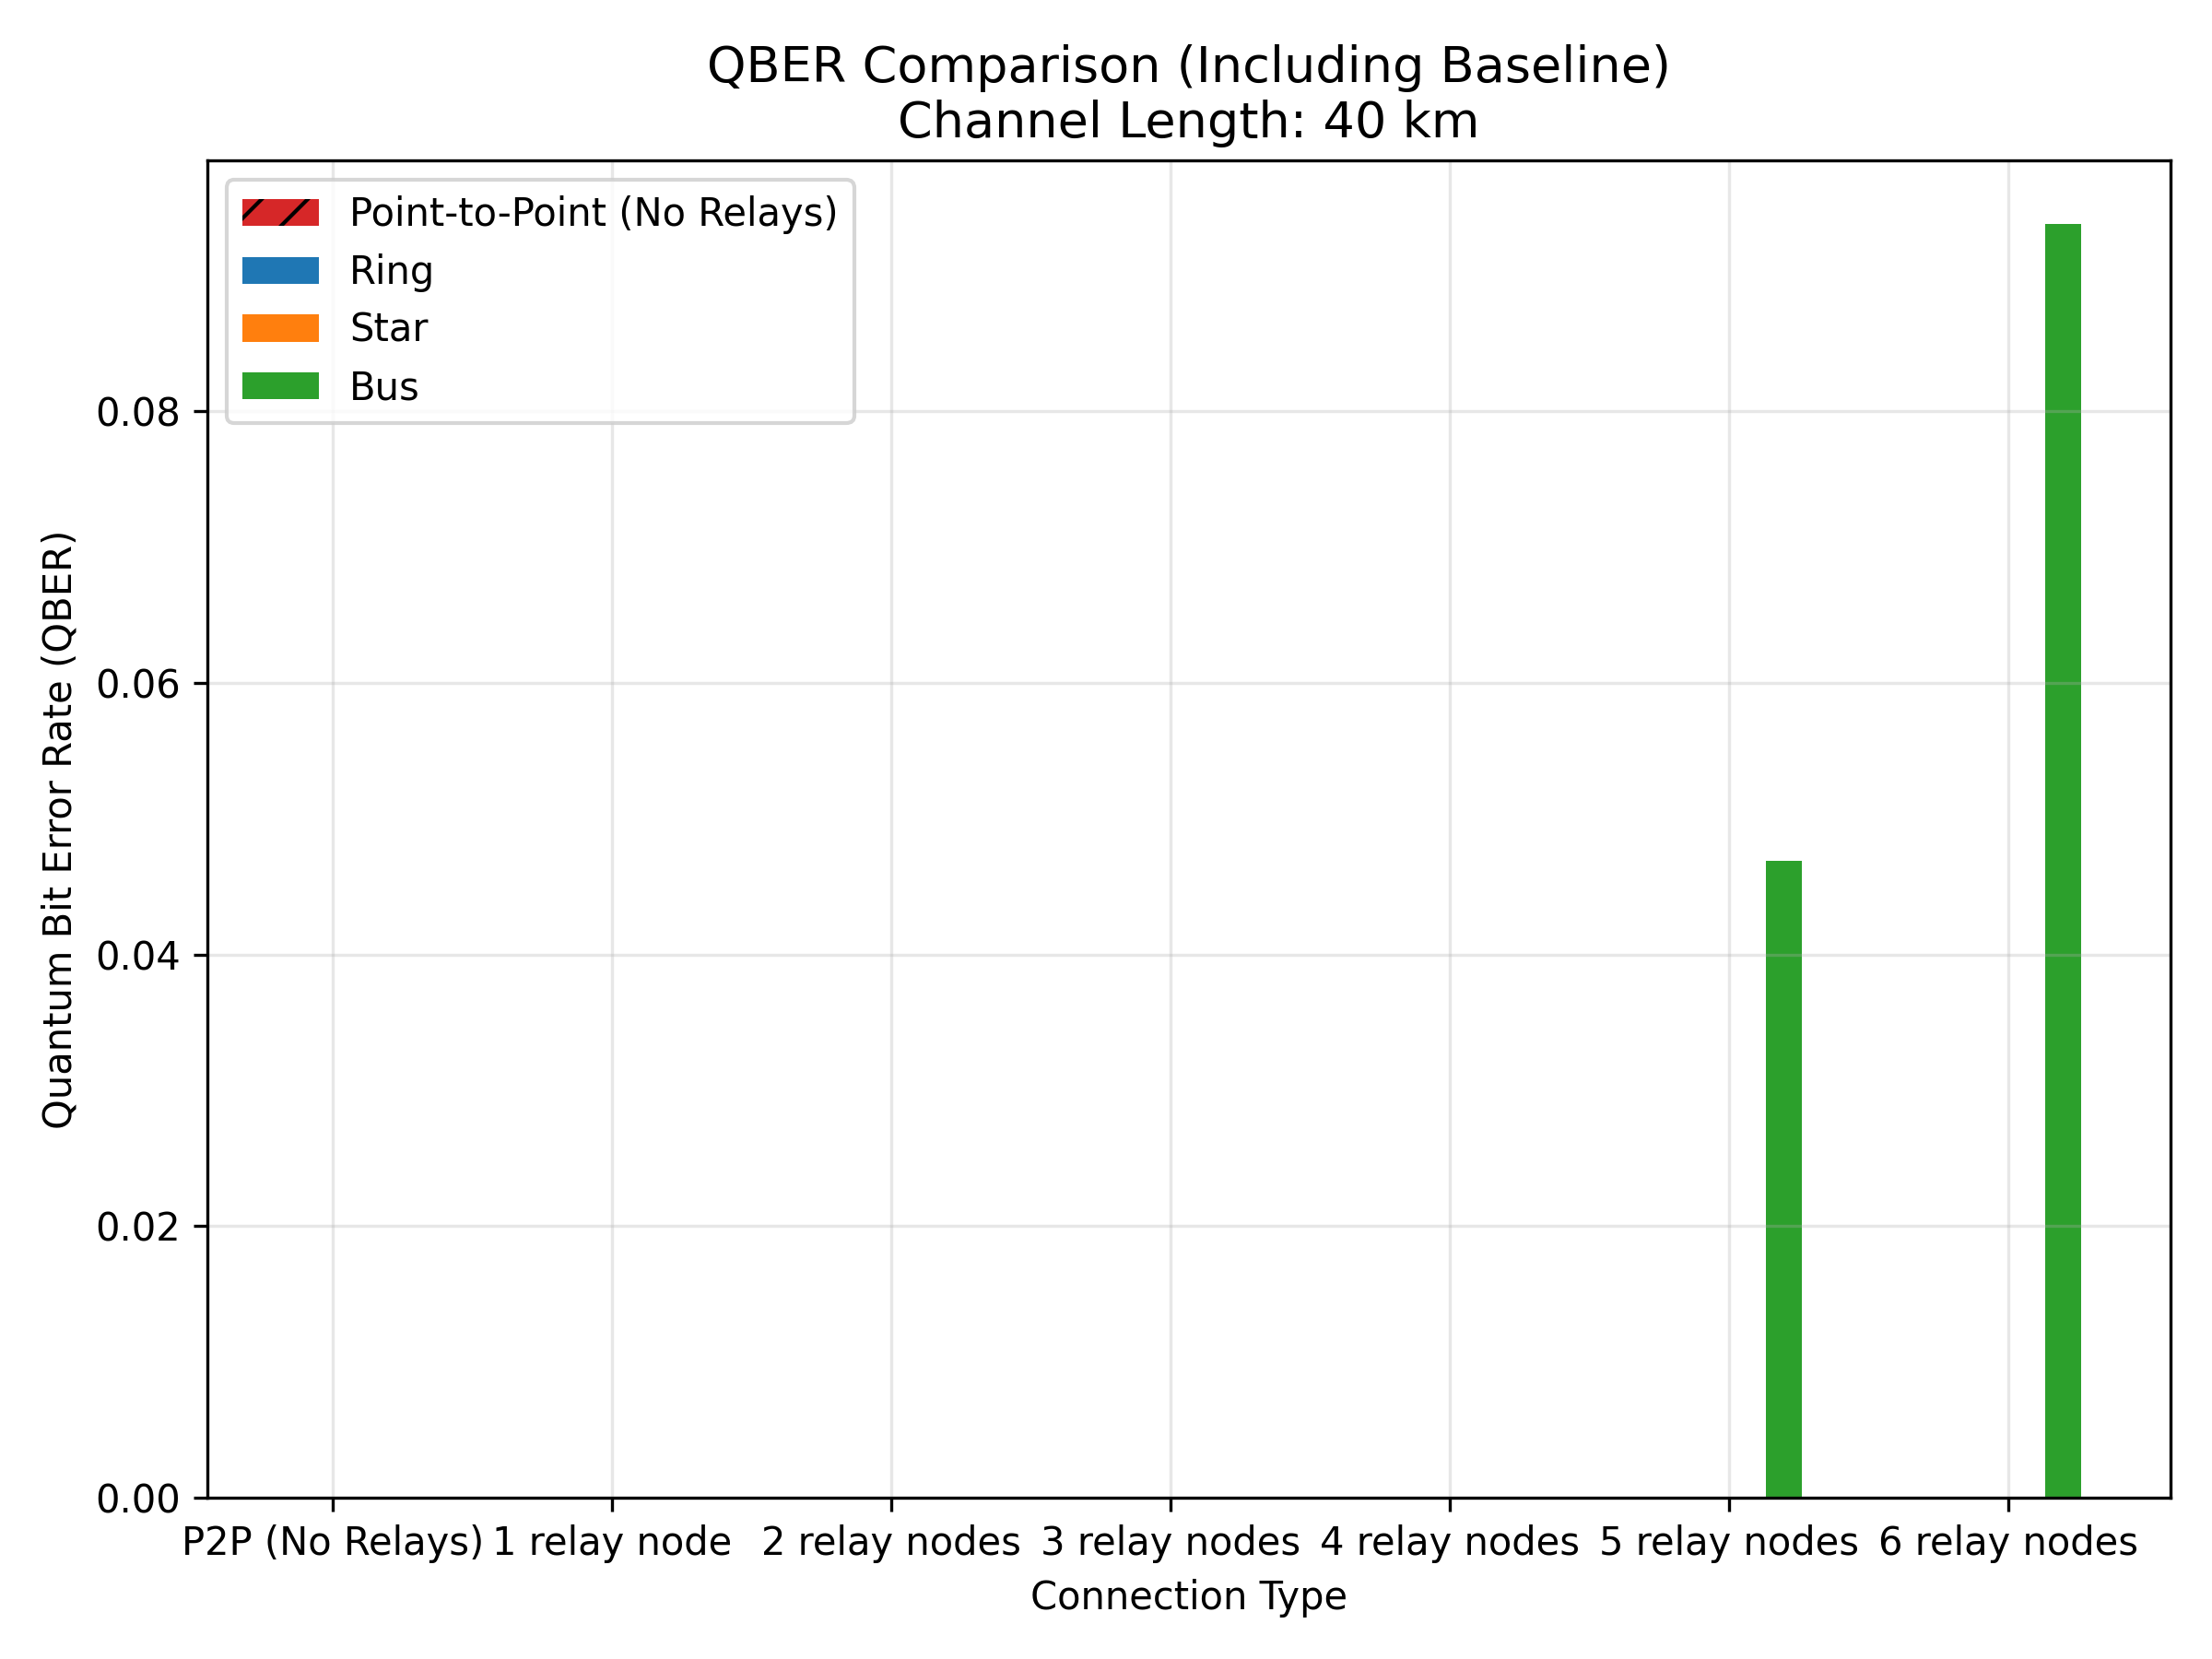 QBER Comparison (Including Baseline)
Channel Length: 40 km
Point-to-Point (No Relays)
Ring
Star
Bus
Quantum Bit Error Rate (QBER)
0.08
0.06
0.04
0.02
0.00
P2P (No Relays) 1 relay node 2 relay nodes 3 relay nodes 4 relay nodes 5 relay nodes 6 relay nodes
Connection Type